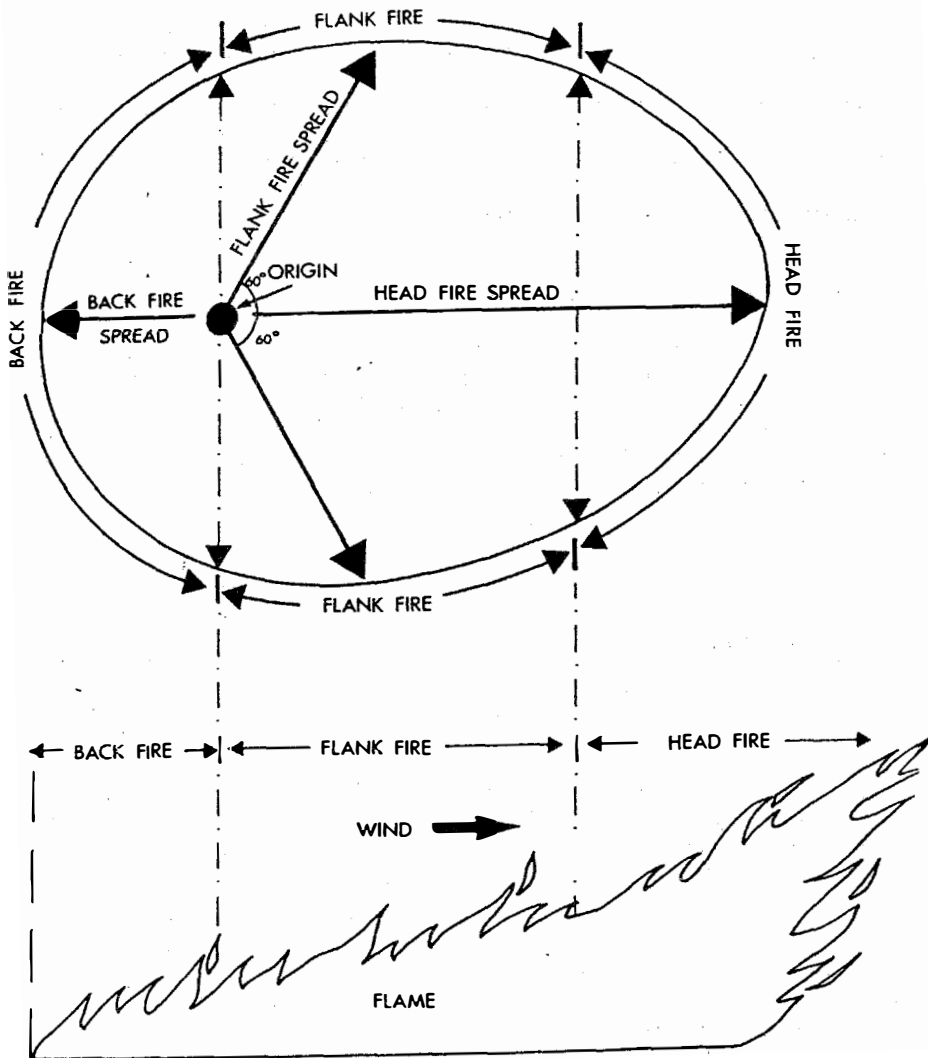 FLANK FIRE
FLANK FIRE SPREAD
60° ORIGIN
BACK FIRE
HEAD FIRE SPREAD
HEAD FIRE
BACK FIRE
SPREAD
60°
FLANK FIRE
BACK FIRE
FLANK FIRE
HEAD FIRE
WIND
FLAME